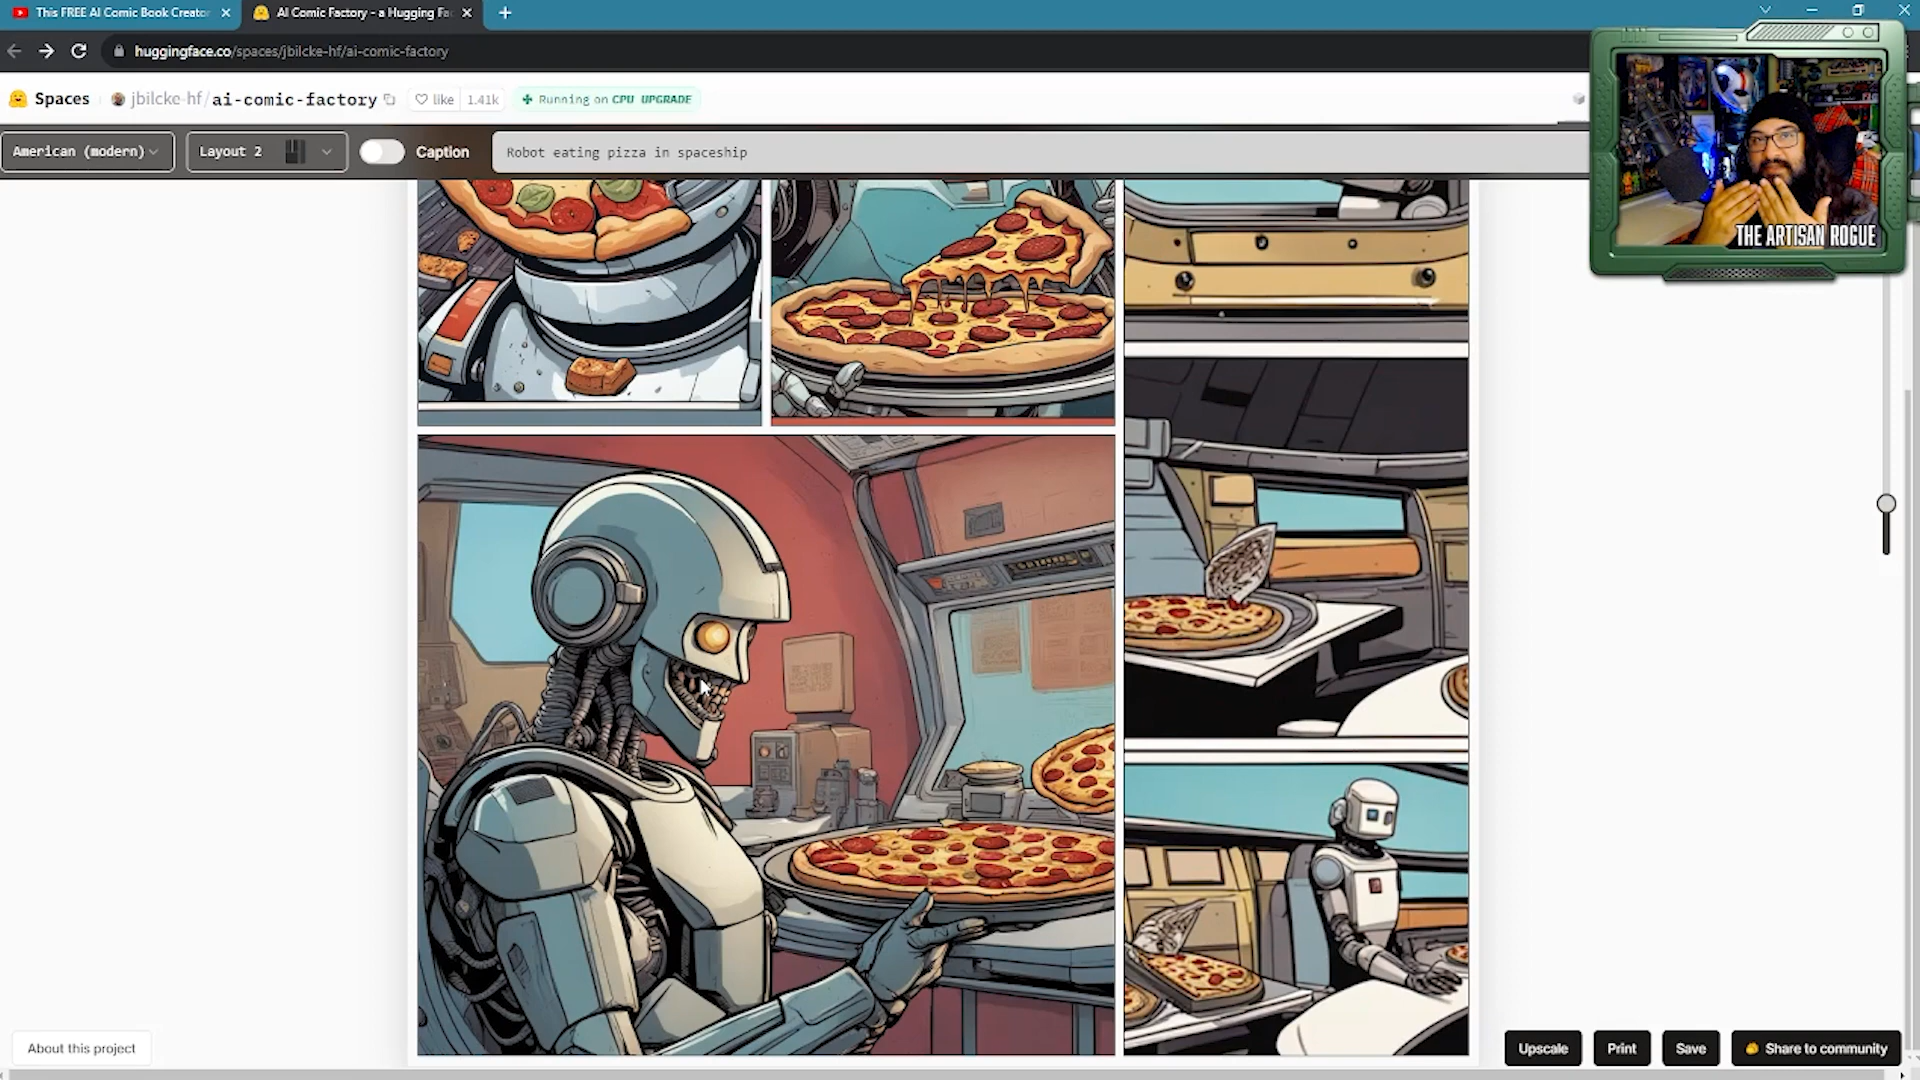 This FREE AI Comic Book Creator
AI Comic Factory - a Hugging Fa
huggingface.co/spaces/jbilcke-hf/ai-comic-factory
Spaces
jbilcke-hf/ai-comic-factory
like 1.41k
Running on CPU UPGRADE
American (modern)
Layout 2
Caption
Robot eating pizza in spaceship
THE ARTISAN ROGUE
About this project
Upscale
Print
Save
Share to community